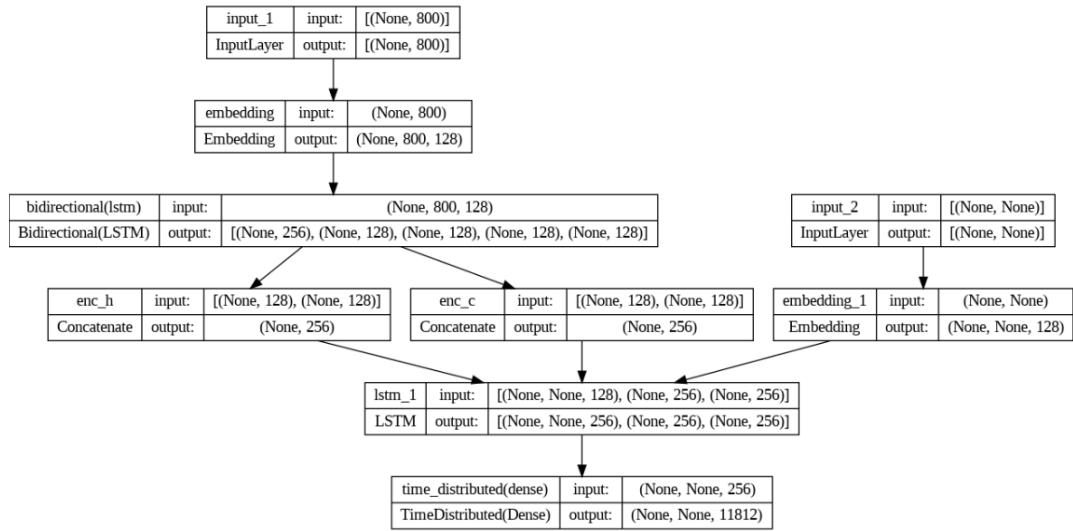 input_1 input: [(None, 800)]
InputLayer output: [(None, 800)]
embedding input: (None, 800)
Embedding output: (None, 800, 128)
bidirectional(lstm) input: (None, 800, 128)
Bidirectional(LSTM) output: [(None, 256), (None, 128), (None, 128), (None, 128), (None, 128)]
input_2 input: [(None, None)]
InputLayer output: [(None, None)]
enc_h input: [(None, 128), (None, 128)]
Concatenate output: (None, 256)
enc_c input: [(None, 128), (None, 128)]
Concatenate output: (None, 256)
embedding_1 input: (None, None)
Embedding output: (None, None, 128)
lstm_1 input: [(None, None, 128), (None, 256), (None, 256)]
LSTM output: [(None, None, 256), (None, 256), (None, 256)]
time_distributed(dense) input: (None, None, 256)
TimeDistributed(Dense) output: (None, None, 11812)